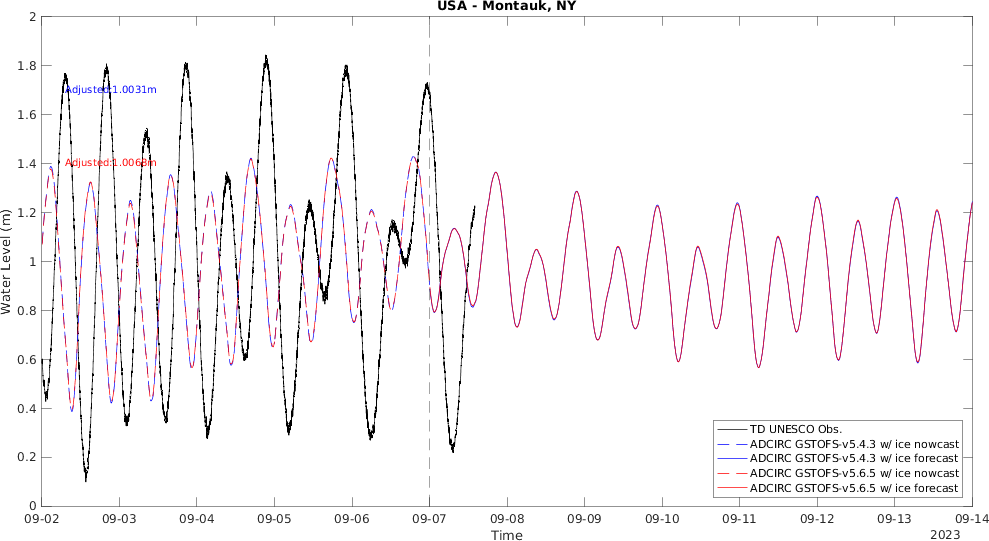 USA - Montauk, NY
2
1.8
1.6
1.4
1.2
1
0.8
0.6
0.4
0.2
0
Water Level (m)
Adjusted:1.0031m
Adjusted:1.0068m
TD UNESCO Obs.
ADCIRC GSTOFS-v5.4.3 w/ ice nowcast
ADCIRC GSTOFS-v5.4.3 w/ ice forecast
ADCIRC GSTOFS-v5.6.5 w/ ice nowcast
ADCIRC GSTOFS-v5.6.5 w/ ice forecast
09-02 09-03 09-04 09-05 09-06 09-07 09-08 09-09 09-10 09-11 09-12 09-13 09-14
Time
2023